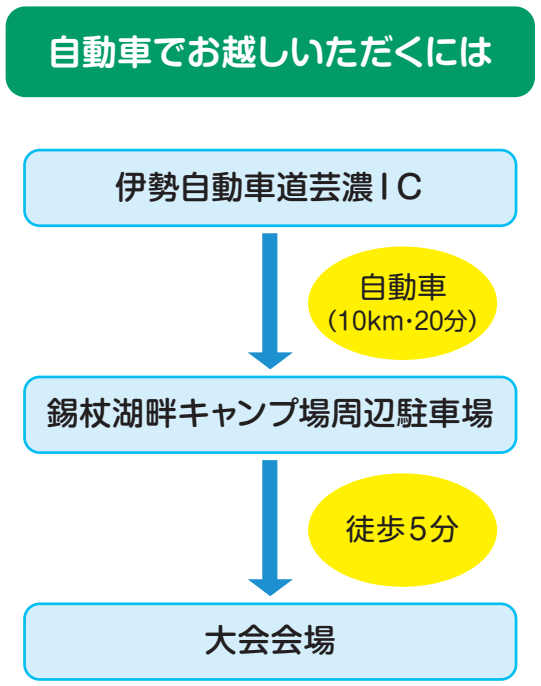 自動車でお越しいただくには
伊勢自動車道芸濃IC
自動車
(10km・20分)
錫杖湖畔キャンプ場周辺駐車場
徒歩5分
大会会場